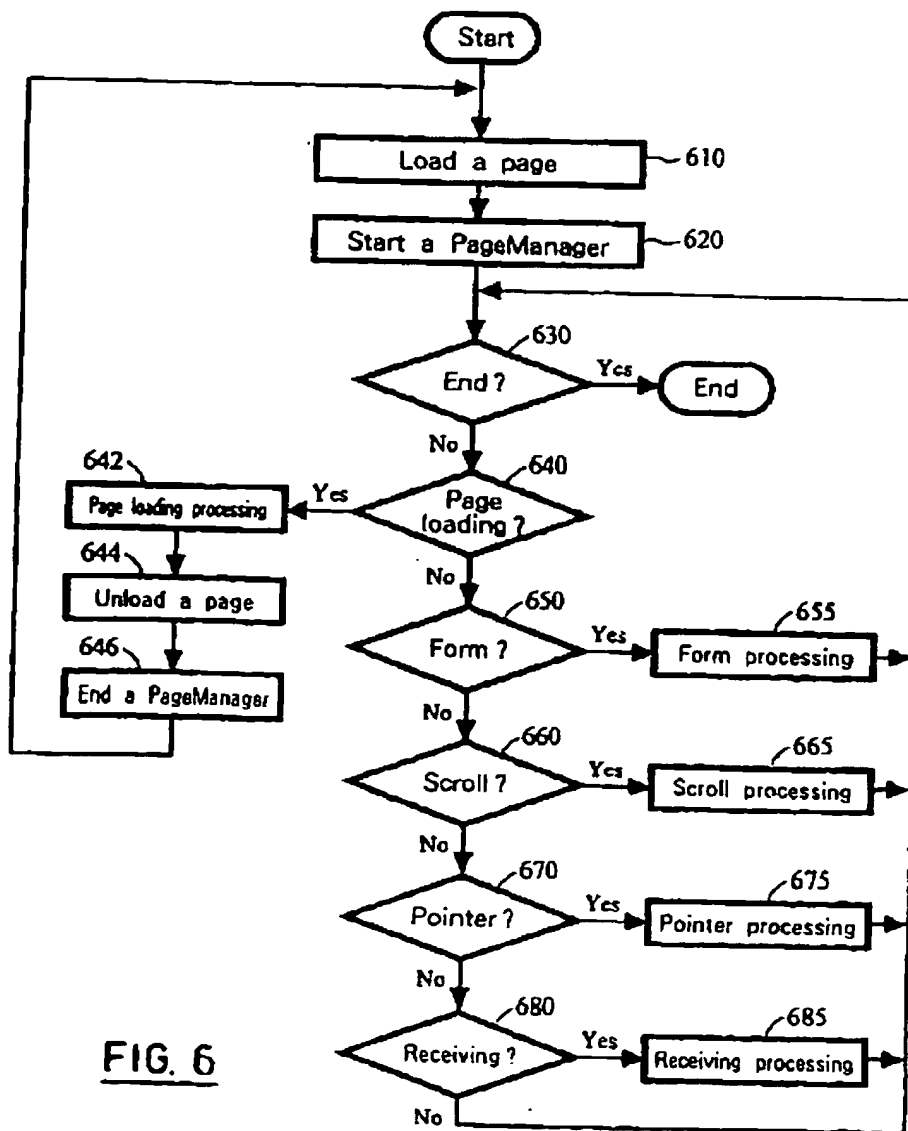 Start
Load a page
610
Start a PageManager
620
630
End ?
Yes
End
No
642
640
Page loading processing
Yes
Page
loading ?
644
No
Unload a page
650
655
Form ?
Yes
Form processing
646
End a PageManager
No
660
665
Scroll ?
Yes
Scroll processing
No
670
675
Pointer ?
Yes
Pointer processing
No
680
685
Receiving ?
Yes
Receiving processing
FIG. 6
No